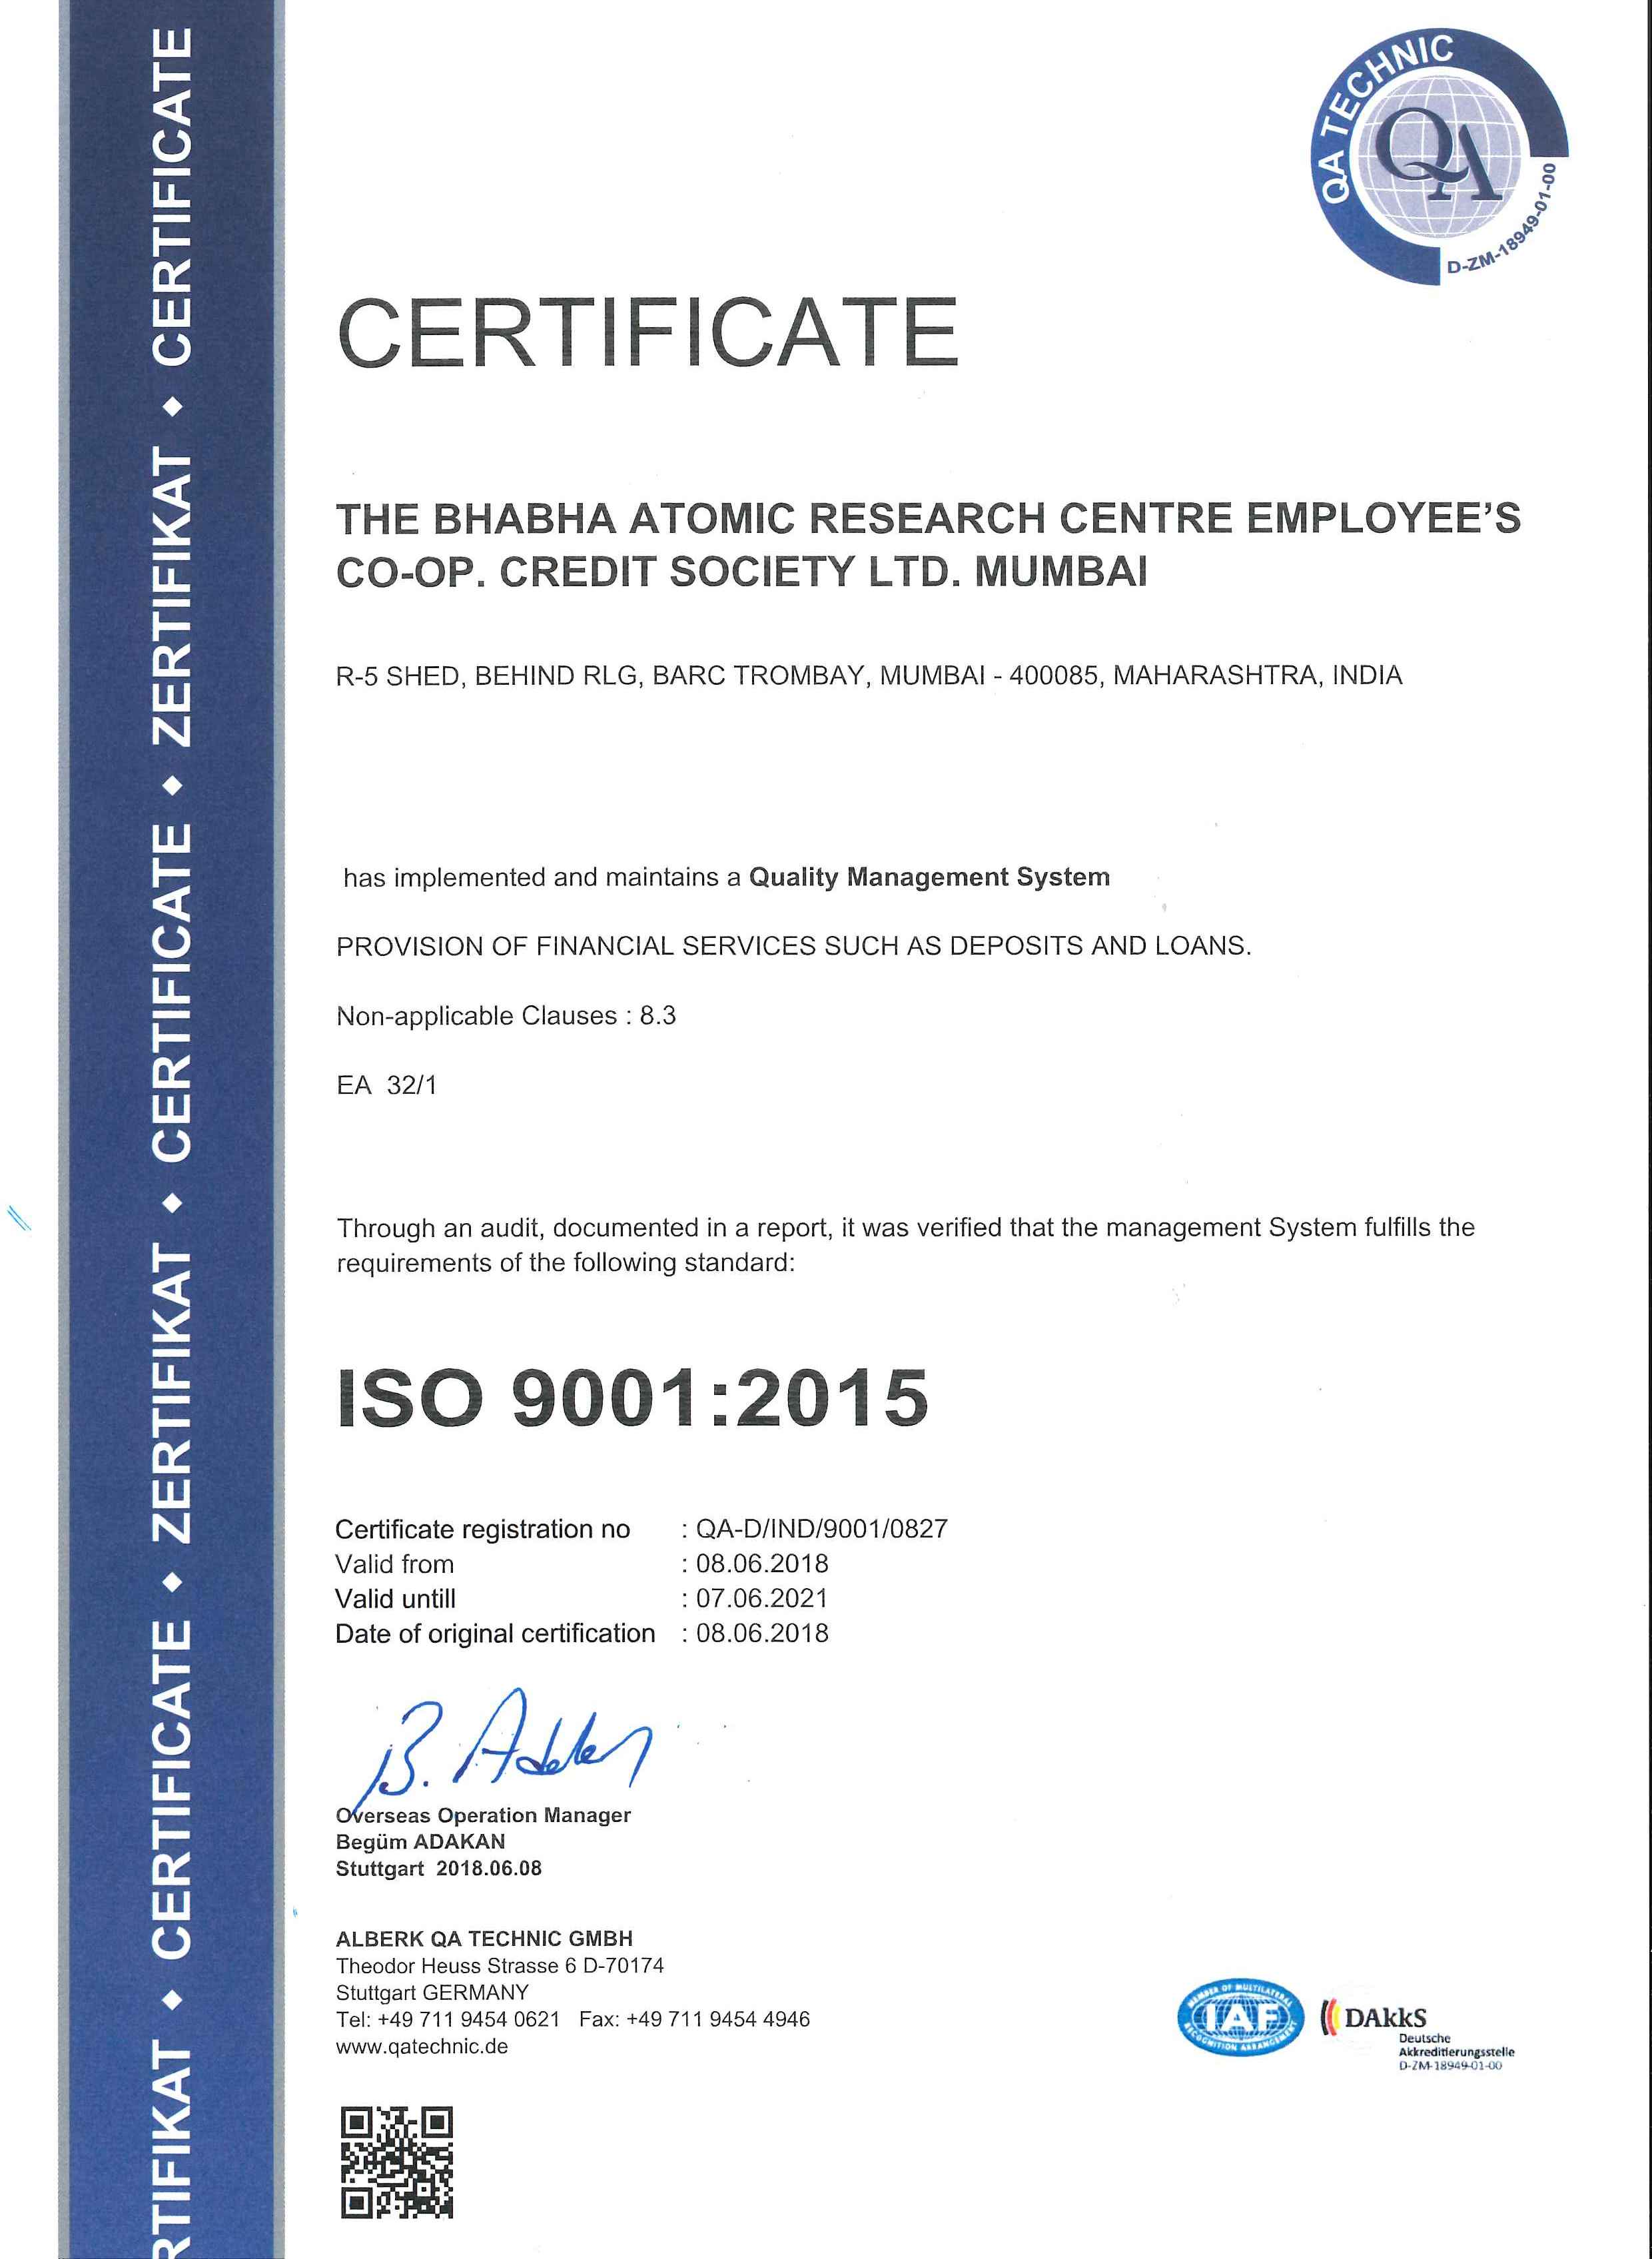 QA TECHNIC
QA
D-ZM-18949-01-00
CERTIFICATE
THE BHABHA ATOMIC RESEARCH CENTRE EMPLOYEE'S
CO-OP. CREDIT SOCIETY LTD. MUMBAI
R-5 SHED, BEHIND RLG, BARC TROMBAY, MUMBAI - 400085, MAHARASHTRA, INDIA
has implemented and maintains a Quality Management System
PROVISION OF FINANCIAL SERVICES SUCH AS DEPOSITS AND LOANS.
Non-applicable Clauses : 8.3
EA 32/1
Through an audit, documented in a report, it was verified that the management System fulfills the
requirements of the following standard:
ISO 9001:2015
Certificate registration no : QA-D/IND/9001/0827
Valid from : 08.06.2018
Valid untill : 07.06.2021
Date of original certification : 08.06.2018
B. Adakan
Overseas Operation Manager
Begüm ADAKAN
Stuttgart 2018.06.08
ALBERK QA TECHNIC GMBH
Theodor Heuss Strasse 6 D-70174
Stuttgart GERMANY
Tel: +49 711 9454 0621 Fax: +49 711 9454 4946
www.qatechnic.de
MEMBER OF MULTILATERAL
IAF
RECOGNITION ARRANGEMENT
DAkkS
Deutsche
Akkreditierungsstelle
D-ZM-18949-01-00
RTIFIKAT ◆ CERTIFICATE ◆ ZERTIFIKAT ◆ CERTIFICATE ◆ ZERTIFIKAT ◆ CERTIFICATE